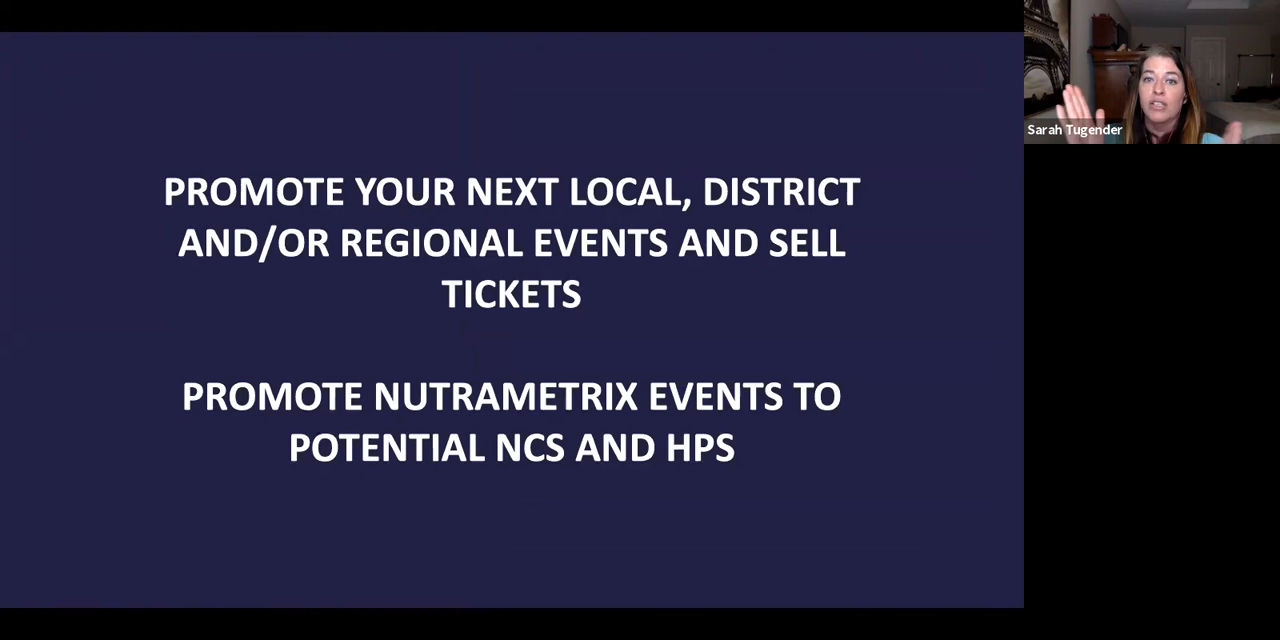 PROMOTE YOUR NEXT LOCAL, DISTRICT
AND/OR REGIONAL EVENTS AND SELL
TICKETS
PROMOTE NUTRAMETRIX EVENTS TO
POTENTIAL NCS AND HPS
Sarah Tugender